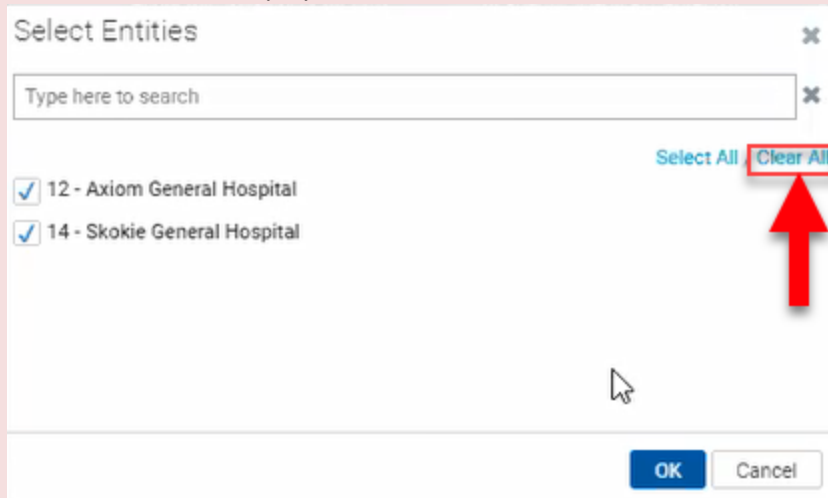 Select Entities
Type here to search
Select All / Clear All
12 - Axiom General Hospital
14 - Skokie General Hospital
OK Cancel